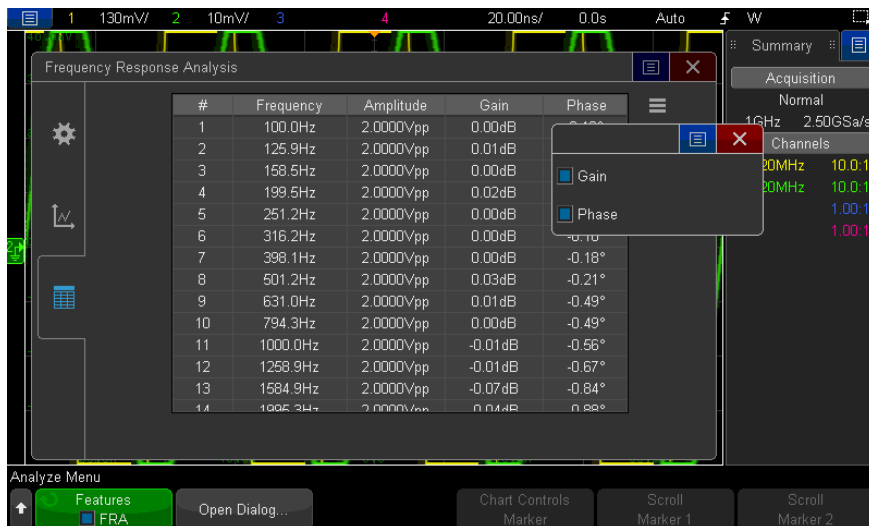 1 130mV/ 2 10mV/ 3 4 20.00ns/ 0.0s Auto W
Summary
Frequency Response Analysis
Acquisition
Normal
1GHz 2.50GSa/s
Channels
20MHz 10.0:1
20MHz 10.0:1
1.00:1
1.00:1
# Frequency Amplitude Gain Phase
1 100.0Hz 2.0000Vpp 0.00dB
2 125.9Hz 2.0000Vpp 0.01dB
3 158.5Hz 2.0000Vpp 0.00dB
4 199.5Hz 2.0000Vpp 0.02dB
5 251.2Hz 2.0000Vpp 0.00dB
6 316.2Hz 2.0000Vpp 0.00dB
7 398.1Hz 2.0000Vpp 0.00dB -0.18°
8 501.2Hz 2.0000Vpp 0.03dB -0.21°
9 631.0Hz 2.0000Vpp 0.01dB -0.49°
10 794.3Hz 2.0000Vpp 0.00dB -0.49°
11 1000.0Hz 2.0000Vpp -0.01dB -0.56°
12 1258.9Hz 2.0000Vpp -0.01dB -0.67°
13 1584.9Hz 2.0000Vpp -0.07dB -0.84°
14 1995.3Hz 2.0000Vpp
Gain
Phase
2
Analyze Menu
Features
FRA
Open Dialog...
Chart Controls
Marker
Scroll
Marker 1
Scroll
Marker 2